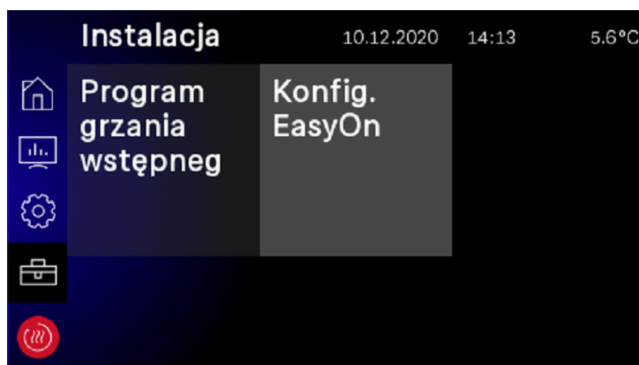 Instalacja 10.12.2020 14:13 5.6°C
Program
grzania
wstępneg
Konfig.
EasyOn